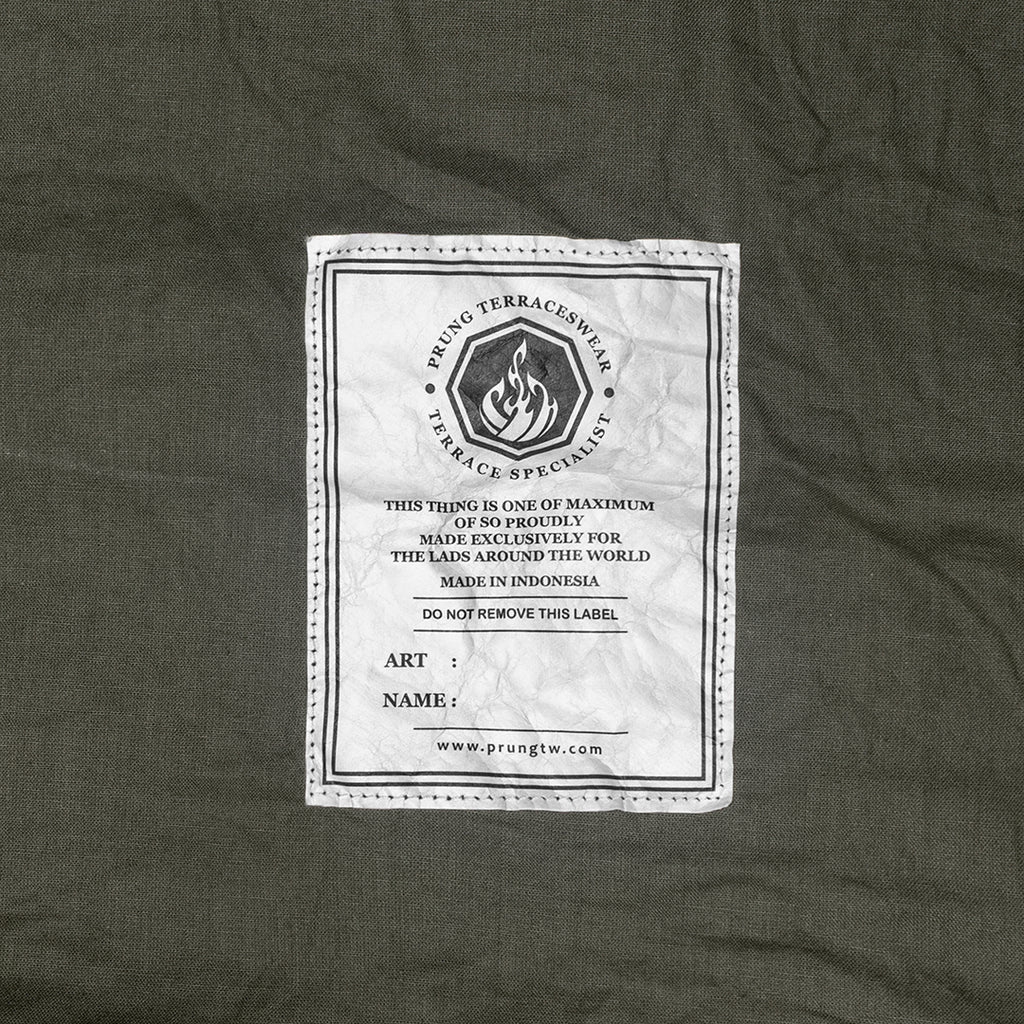 PRUNG TERRACESWEAR
TERRACE SPECIALIST
THIS THING IS ONE OF MAXIMUM
OF SO PROUDLY
MADE EXCLUSIVELY FOR
THE LADS AROUND THE WORLD
MADE IN INDONESIA
DO NOT REMOVE THIS LABEL
ART :
NAME :
www.prungtw.com